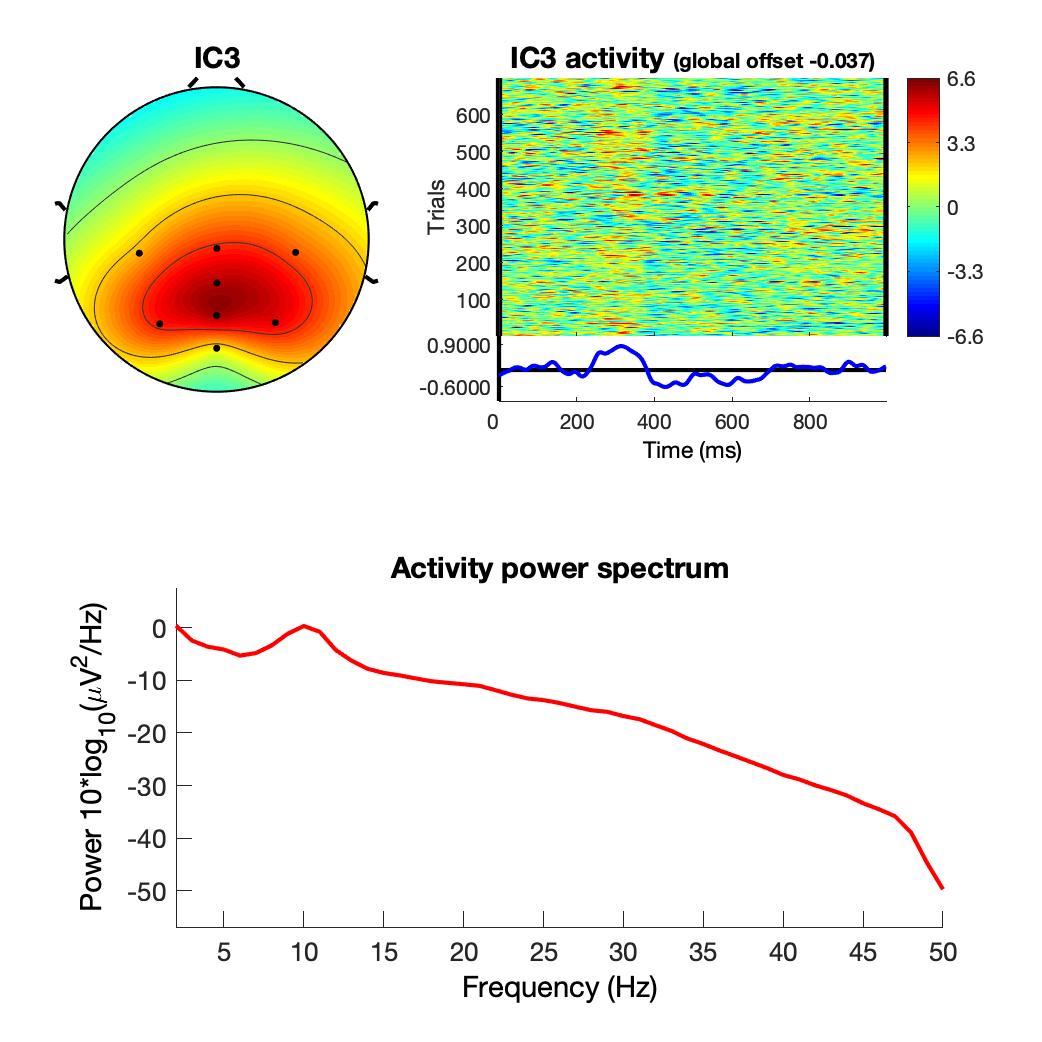 IC3
IC3 activity (global offset -0.037)
6.6
3.3
0
-3.3
-6.6
Trials
600
500
400
300
200
100
0.9000
-0.6000
0 200 400 600 800
Time (ms)
Activity power spectrum
Power 10*log10(μV2/Hz)
0
-10
-20
-30
-40
-50
5 10 15 20 25 30 35 40 45 50
Frequency (Hz)